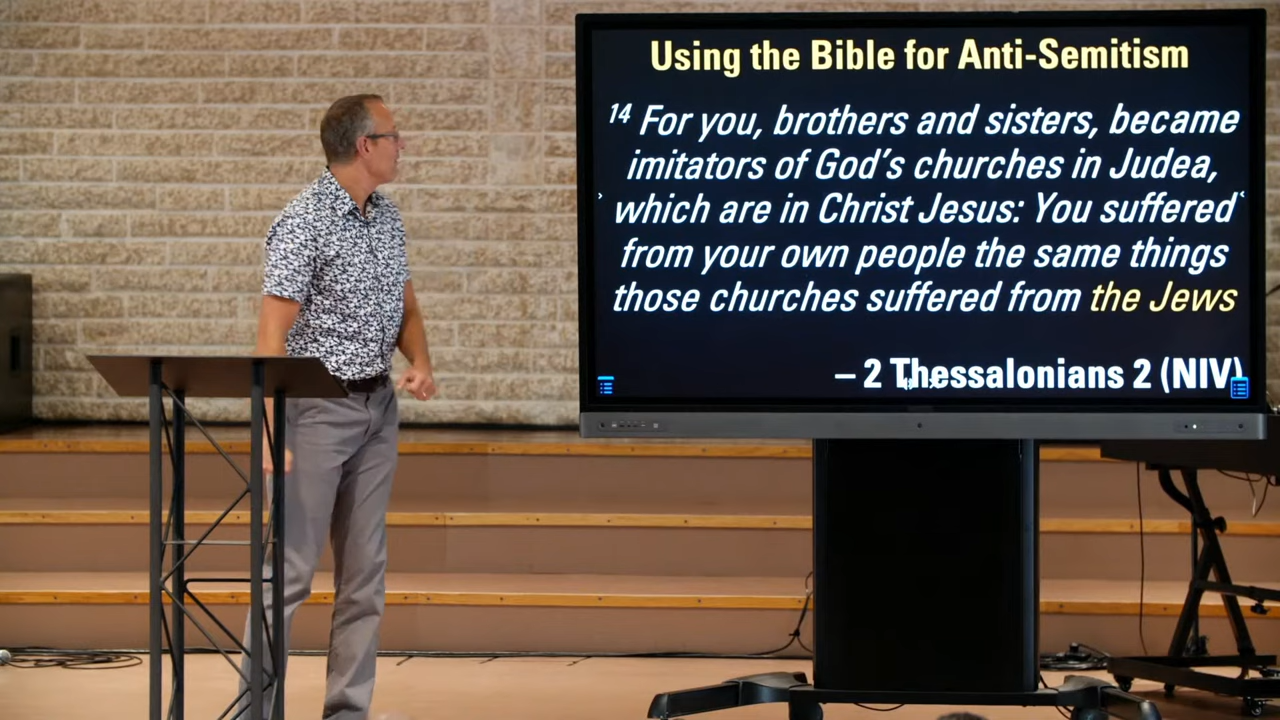 Using the Bible for Anti-Semitism
14 For you, brothers and sisters, became
imitators of God's churches in Judea,
which are in Christ Jesus: You suffered
from your own people the same things
those churches suffered from the Jews
– 2 Thessalonians 2 (NIV)